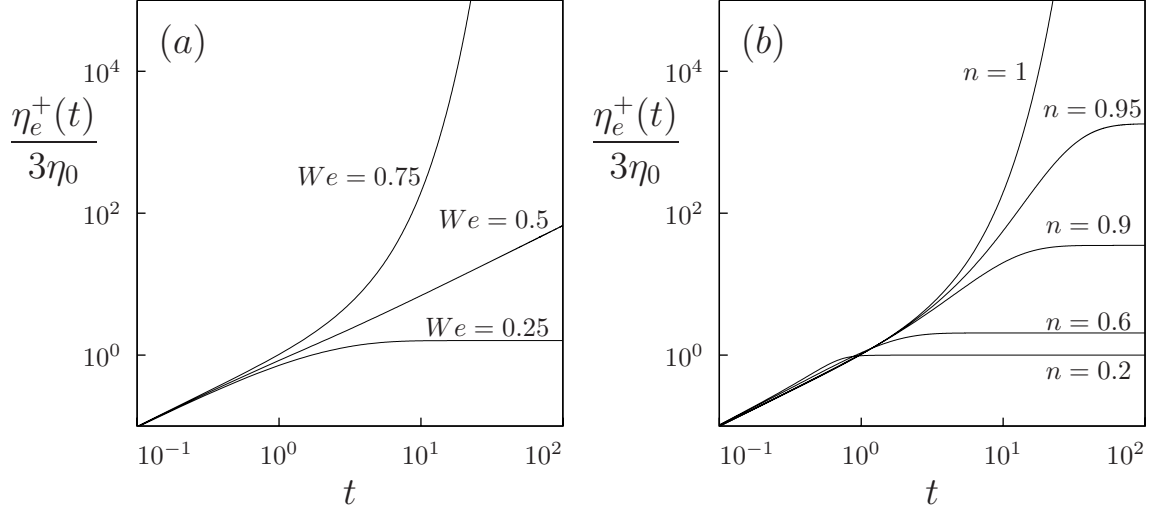 (a)
10^4
η_e^+(t)
3η_0
We = 0.75
10^2
We = 0.5
We = 0.25
10^0
10^−1 10^0 10^1 10^2
t
(b)
n = 1
10^4
n = 0.95
η_e^+(t)
3η_0
10^2
n = 0.9
n = 0.6
10^0
n = 0.2
10^−1 10^0 10^1 10^2
t